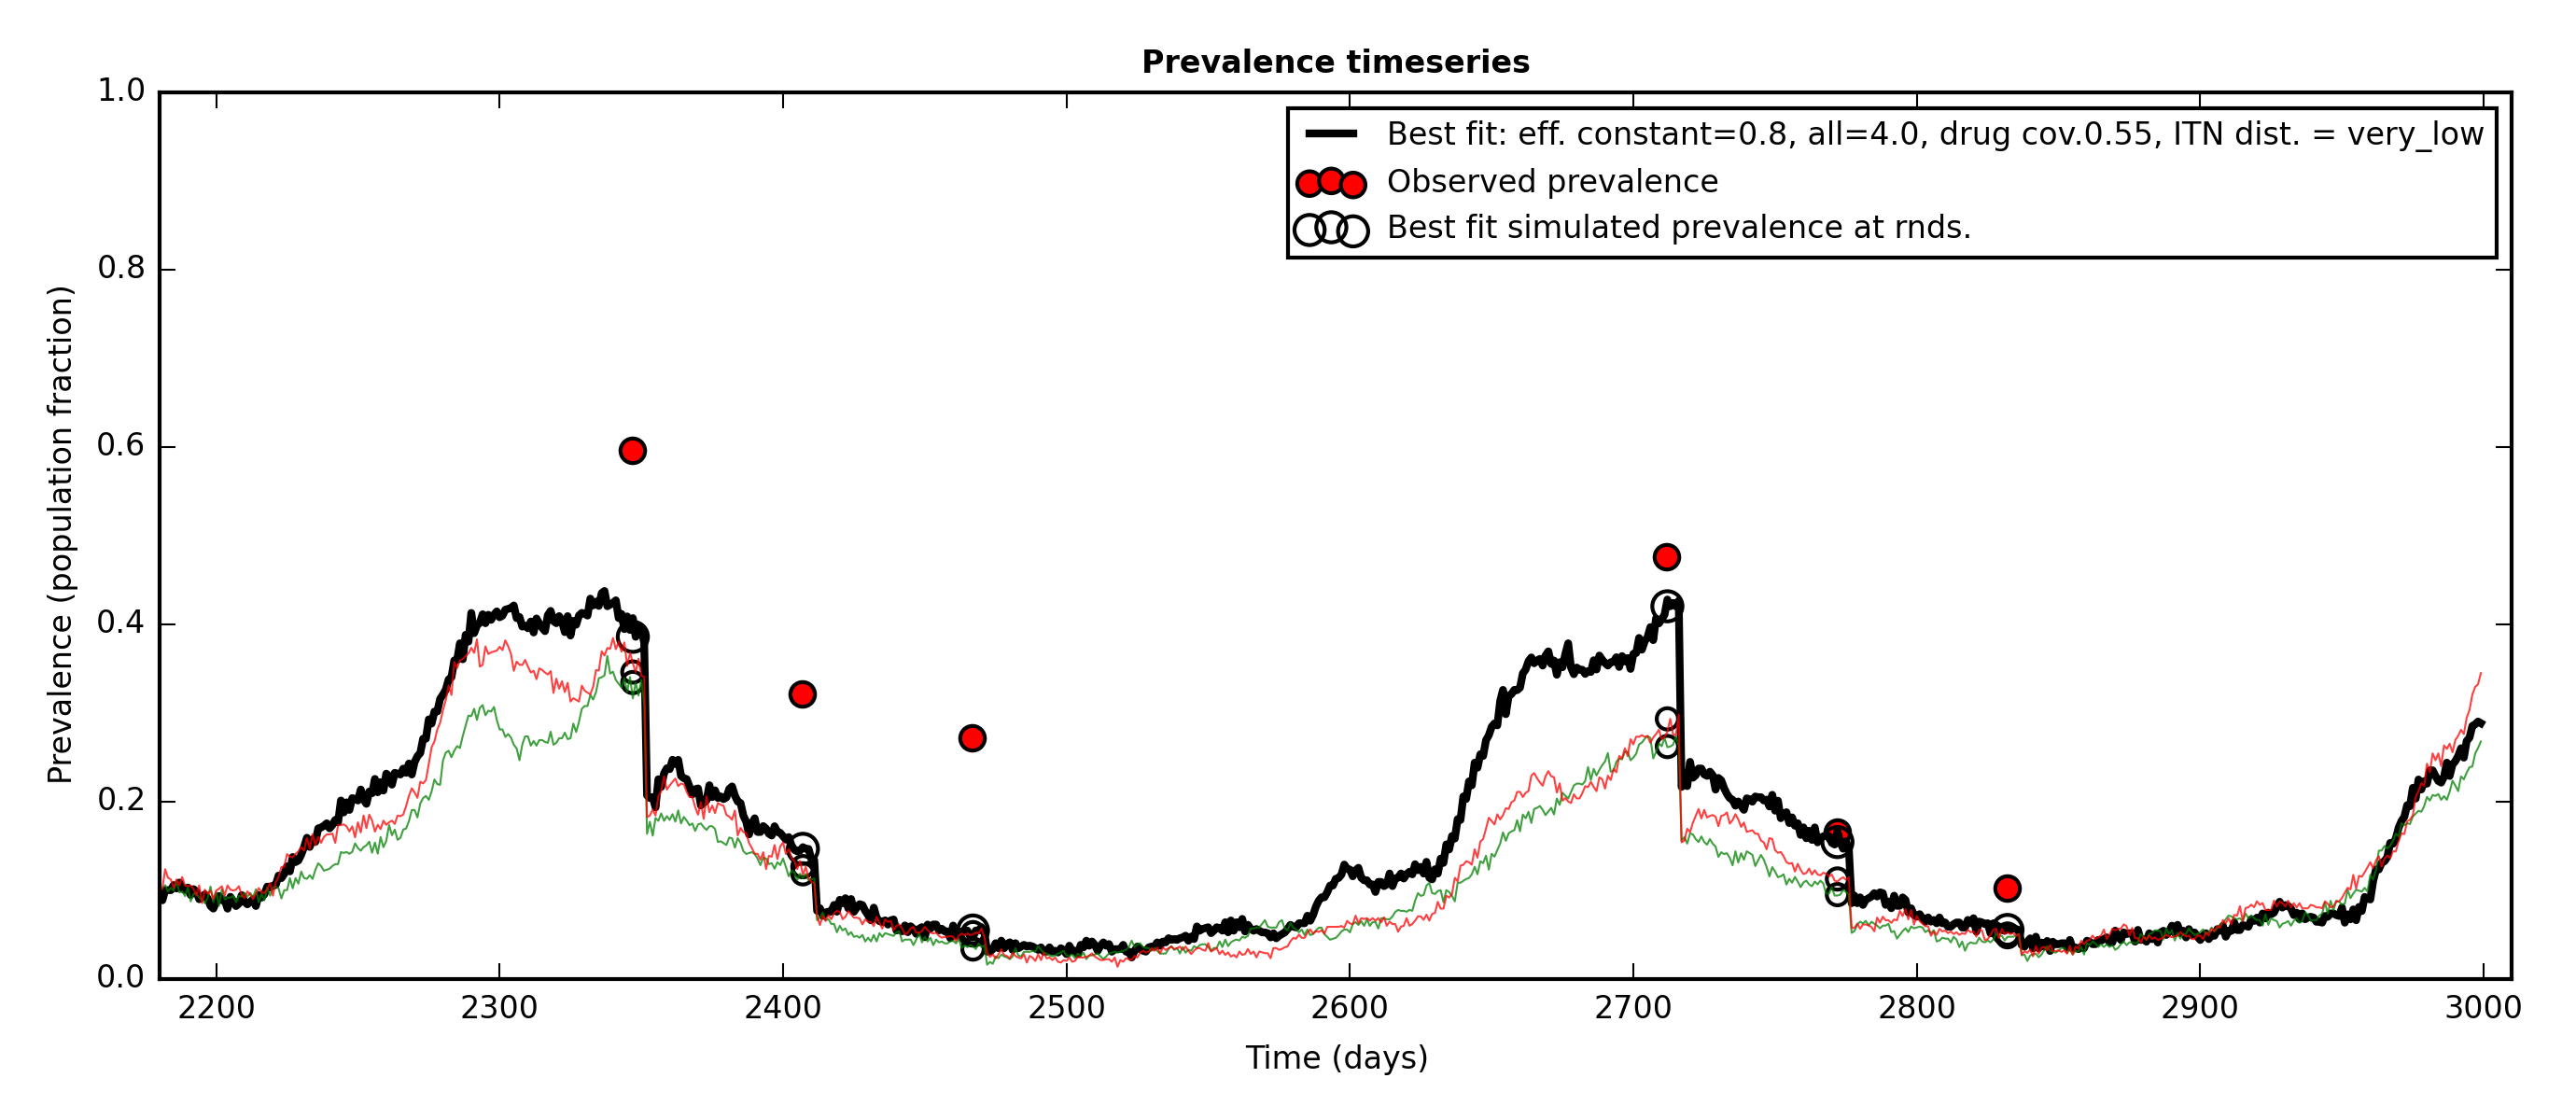 Prevalence timeseries
Best fit: eff. constant=0.8, all=4.0, drug cov.0.55, ITN dist. = very_low
Observed prevalence
Best fit simulated prevalence at rnds.
Prevalence (population fraction)
1.0
0.8
0.6
0.4
0.2
0.0
2200 2300 2400 2500 2600 2700 2800 2900 3000
Time (days)